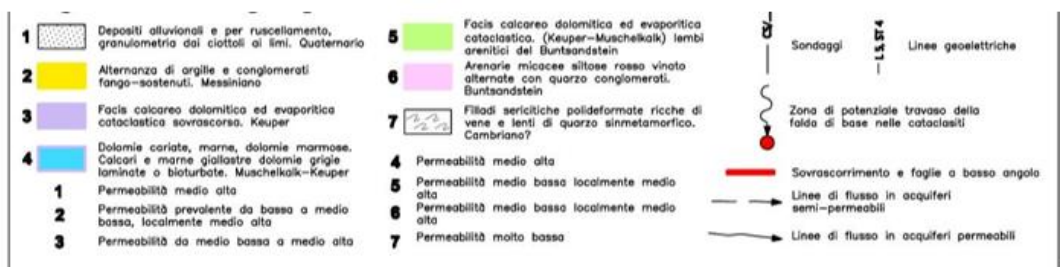 1 Depositi alluvionali e per ruscellamento,
granulometria dai ciottoli ai limi. Quaternario
2 Alternanza di argille e conglomerati
fango-sostenuti. Messiniano
3 Facis calcareo dolomitica ed evaporitica
cataclastica sovrascorsa. Keuper
4 Dolomie cariate, marne, dolomie marmose.
Calcari e marne giallastre dolomie grigie
laminate o bioturbate. Muschelkalk-Keuper
1 Permeabilità medio alta
2 Permeabilità prevalente da bassa a medio
bassa, localmente medio alta
3 Permeabilità da medio bassa a medio alta
5 Facis calcareo dolomitica ed evaporitica
cataclastica. (Keuper-Muschelkalk) lembi
arenitici del Buntsandstein
6 Arenarie micacee siltose rosso vinato
alternate con quarzo conglomerati.
Buntsandstein
7 Filladi sericitiche polideformate ricche di
vene e lenti di quarzo sinmetamorfico.
Cambriano?
4 Permeabilità medio alta
5 Permeabilità medio bassa localmente medio
alta
6 Permeabilità medio bassa localmente medio
alta
7 Permeabilità molto bassa
CS/ Sondaggi
LS, ST 4 Linee geoelettriche
Zona di potenziale travaso della
falda di base nelle cataclasiti
Sovrascorrimento e faglie a basso angolo
Linee di flusso in acquiferi
semi-permeabili
Linee di flusso in acquiferi permeabili